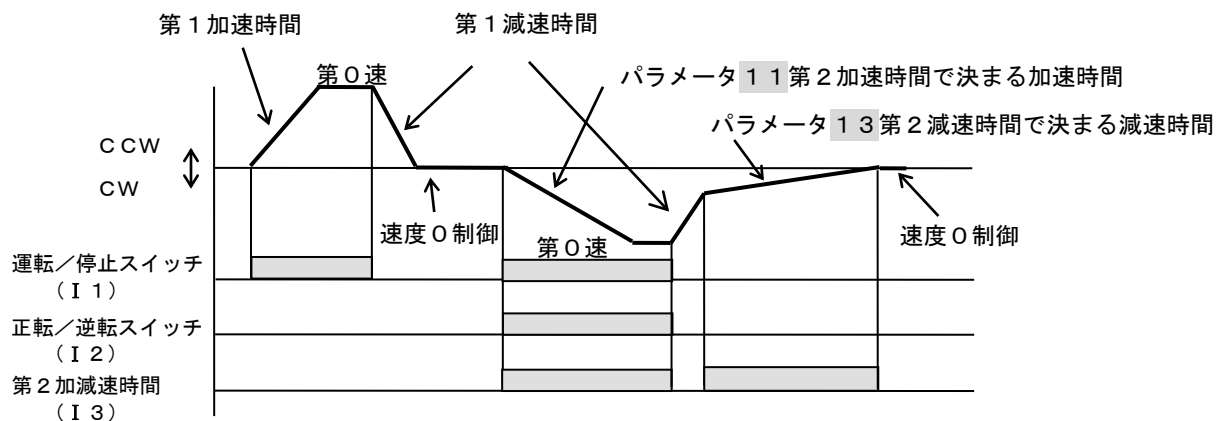 第１加速時間
第１減速時間
第０速
パラメータ１１第２加速時間で決まる加速時間
パラメータ１３第２減速時間で決まる減速時間
ＣＣＷ
ＣＷ
速度０制御
速度０制御
第０速
運転／停止スイッチ
（Ｉ１）
正転／逆転スイッチ
（Ｉ２）
第２加減速時間
（Ｉ３）